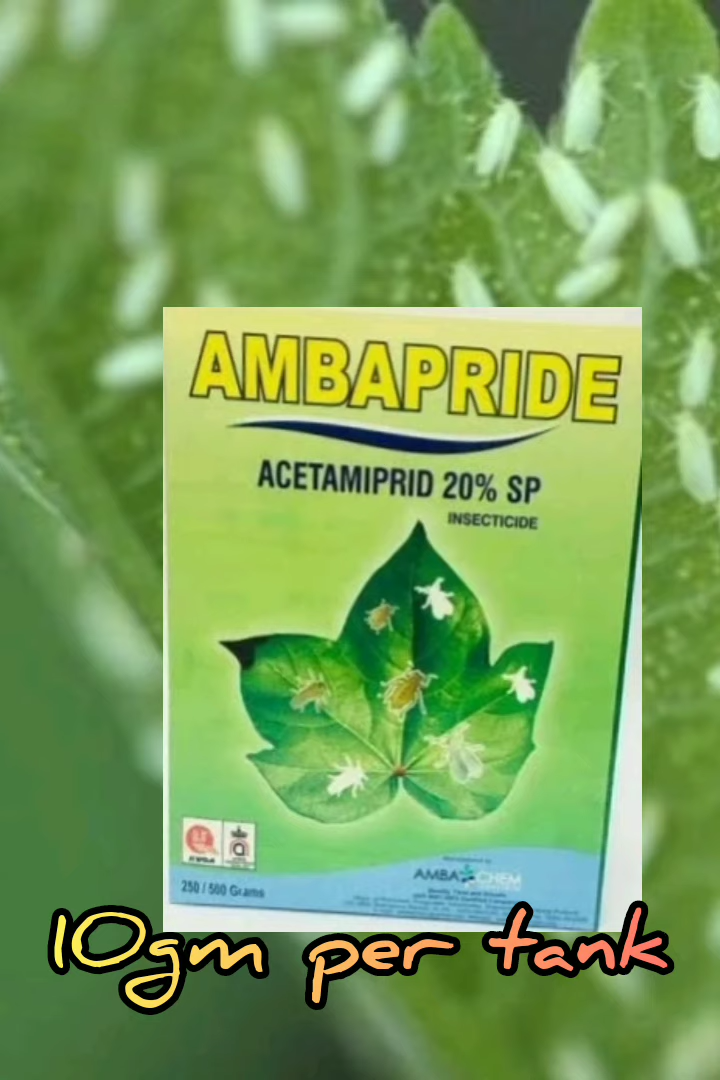 AMBAPRIDE
ACETAMIPRID 20% SP
INSECTICIDE
AMBA CHEM
250 / 500 Grams
10gm per tank